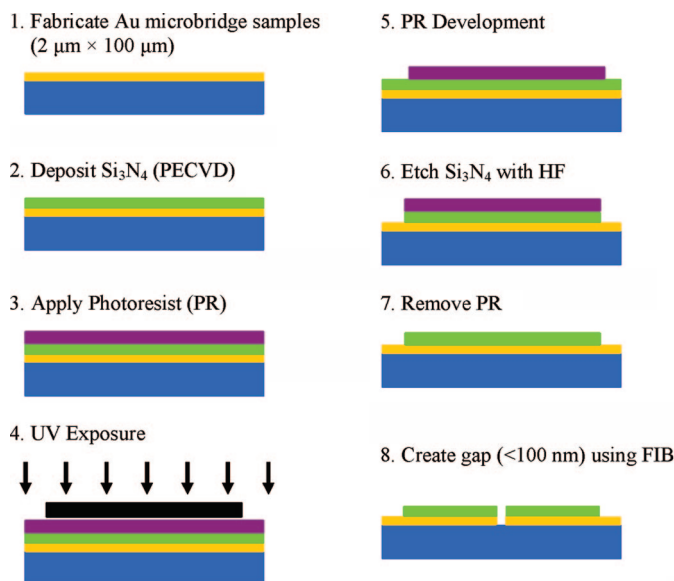 1. Fabricate Au microbridge samples
(2 μm × 100 μm)
2. Deposit Si₃N₄ (PECVD)
3. Apply Photoresist (PR)
4. UV Exposure
5. PR Development
6. Etch Si₃N₄ with HF
7. Remove PR
8. Create gap (<100 nm) using FIB